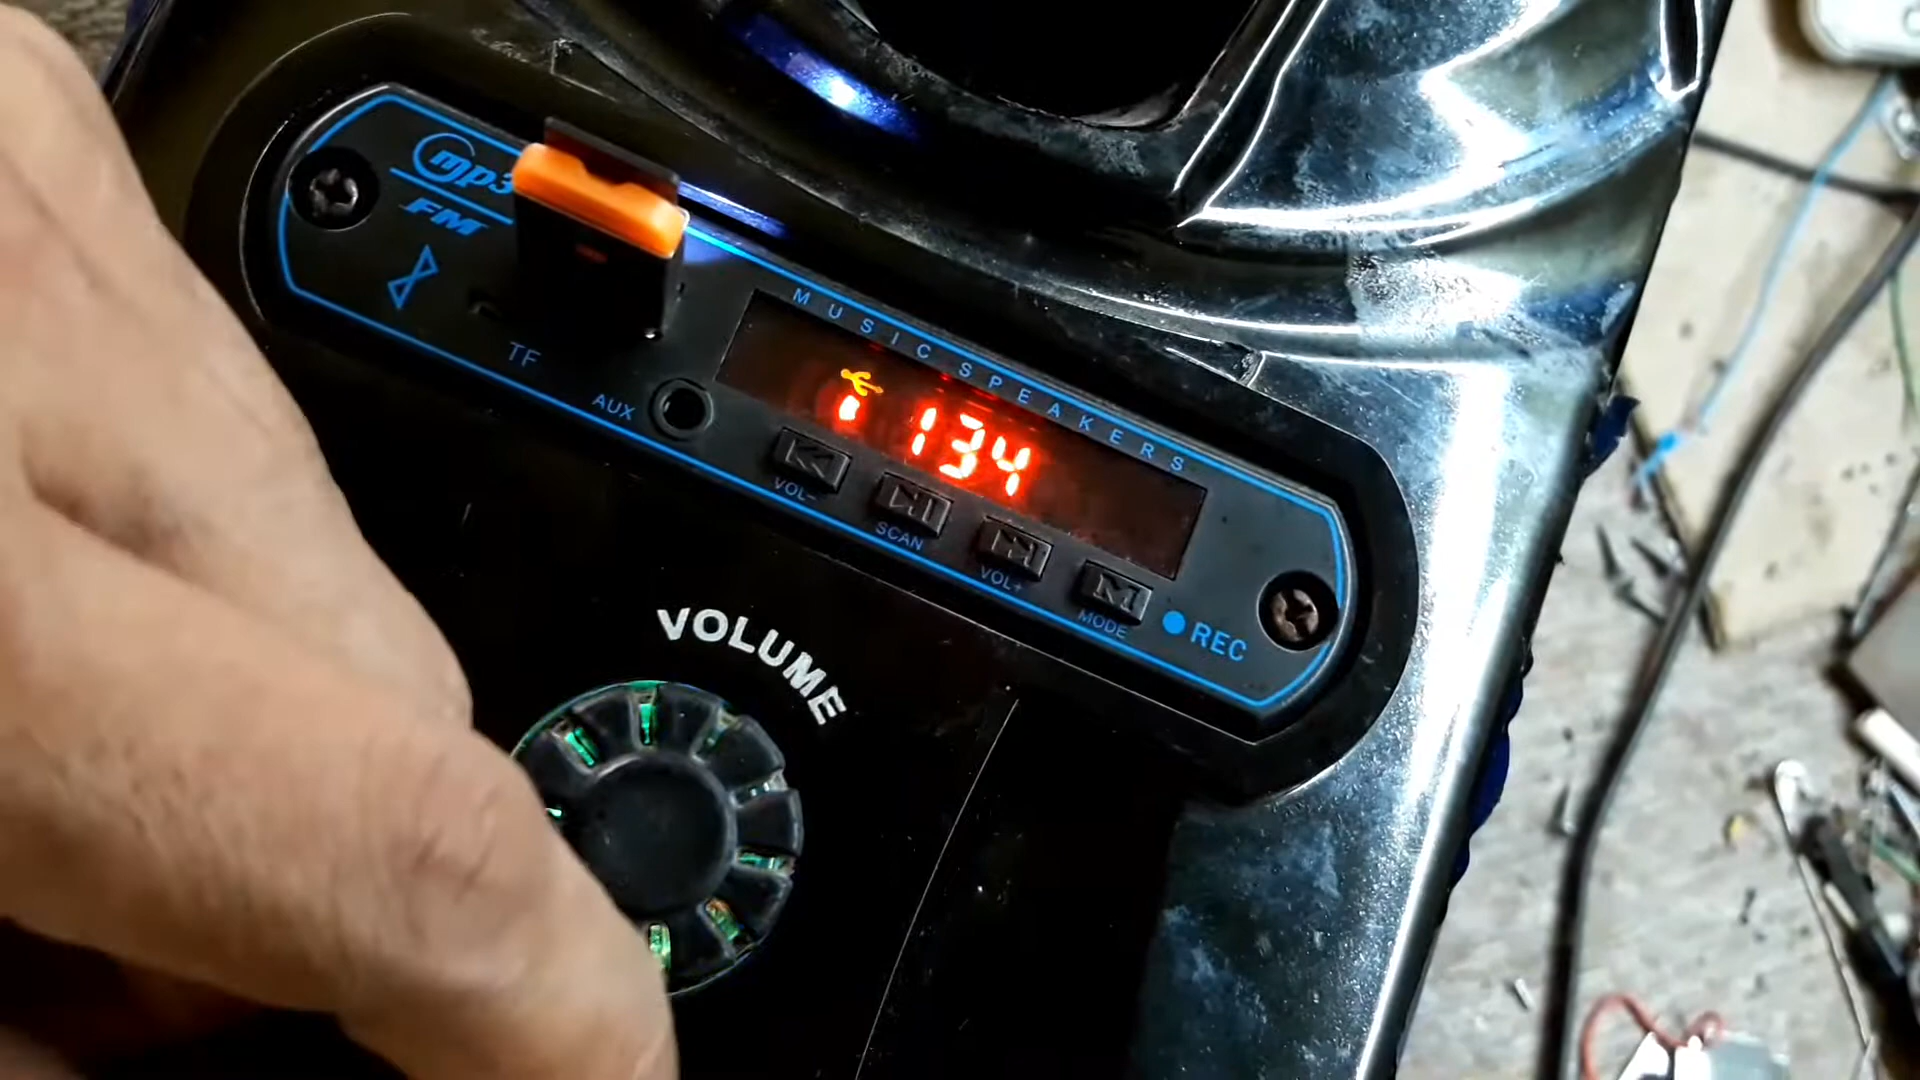 mp3
FM
TF
AUX
MUSIC SPEAKERS
134
VOL-
SCAN
VOL+
M
MODE
REC
VOLUME